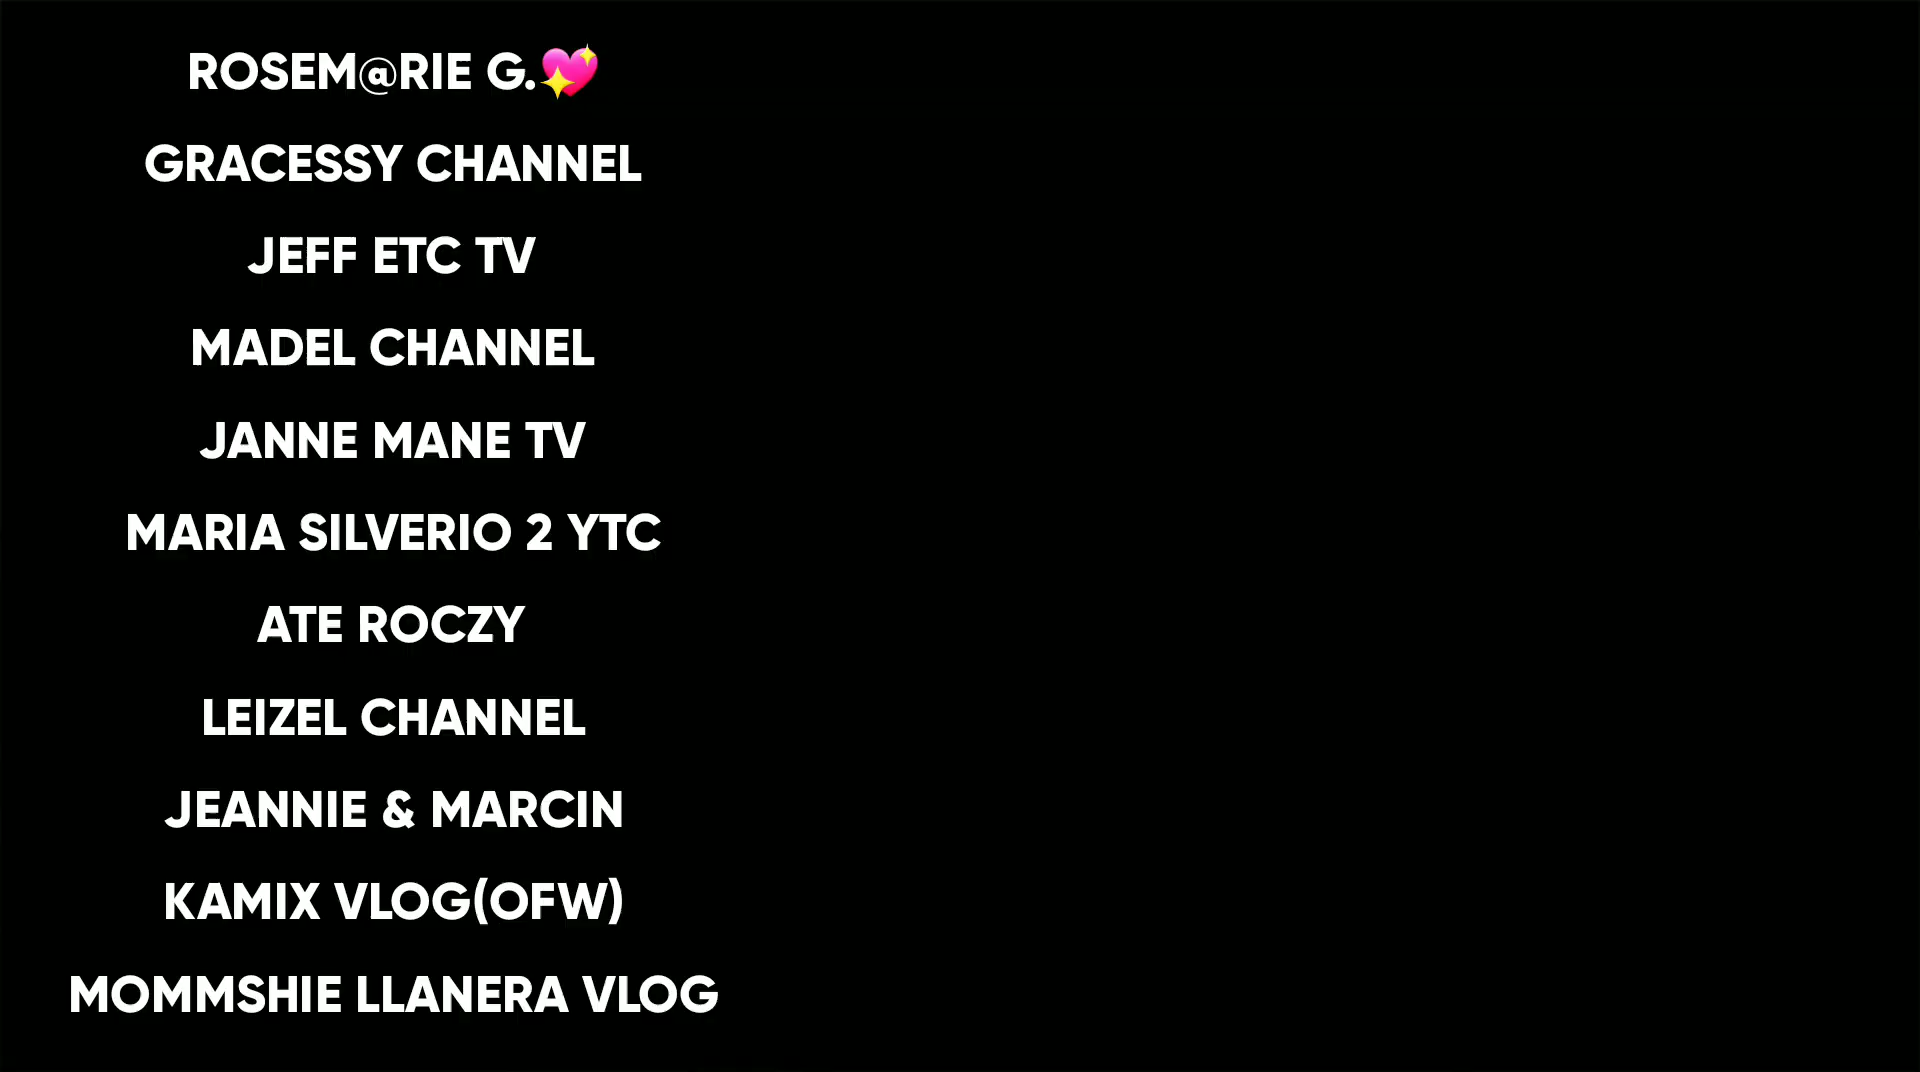 ROSEM@RIE G.💖
GRACESSY CHANNEL
JEFF ETC TV
MADEL CHANNEL
JANNE MANE TV
MARIA SILVERIO 2 YTC
ATE ROCZY
LEIZEL CHANNEL
JEANNIE & MARCIN
KAMIX VLOG(OFW)
MOMMSHIE LLANERA VLOG